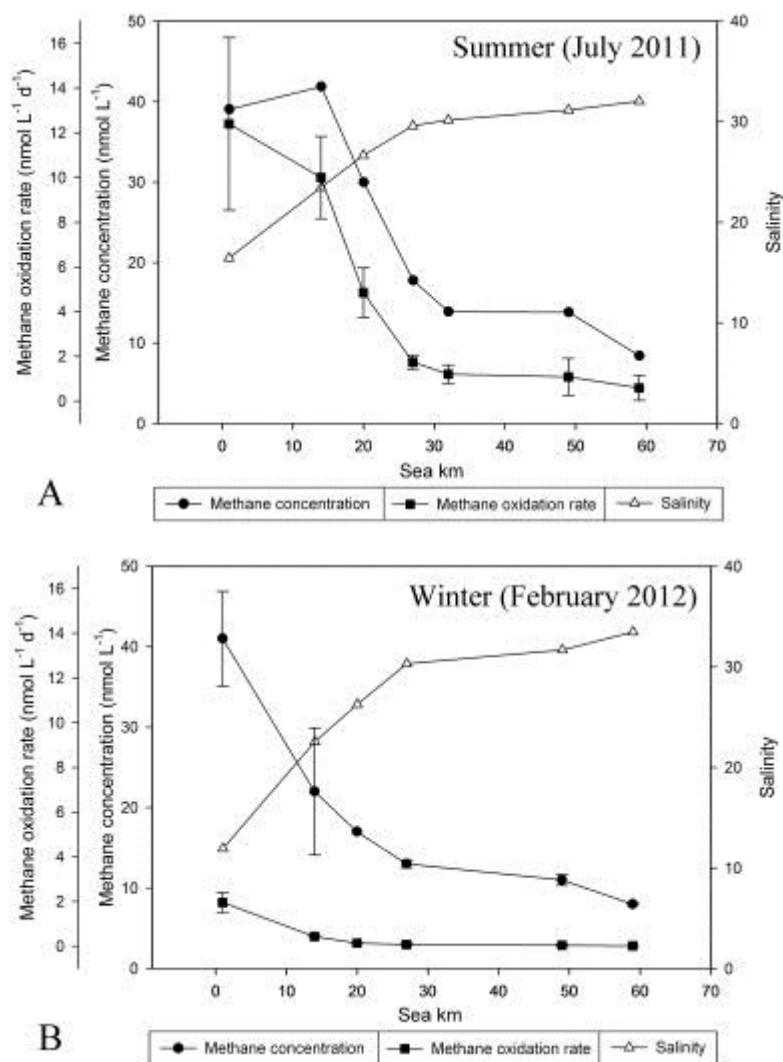 Summer (July 2011)
Methane oxidation rate (nmol L⁻¹ d⁻¹)
16
14
12
10
8
6
4
2
0
Methane concentration (nmol L⁻¹)
50
40
30
20
10
0
40
30
20
10
0
Salinity
0 10 20 30 40 50 60 70
Sea km
A
Methane concentration Methane oxidation rate Salinity
Winter (February 2012)
Methane oxidation rate (nmol L⁻¹ d⁻¹)
16
14
12
10
8
6
4
2
0
Methane concentration (nmol L⁻¹)
50
40
30
20
10
0
40
30
20
10
0
Salinity
0 10 20 30 40 50 60 70
Sea km
B
Methane concentration Methane oxidation rate Salinity